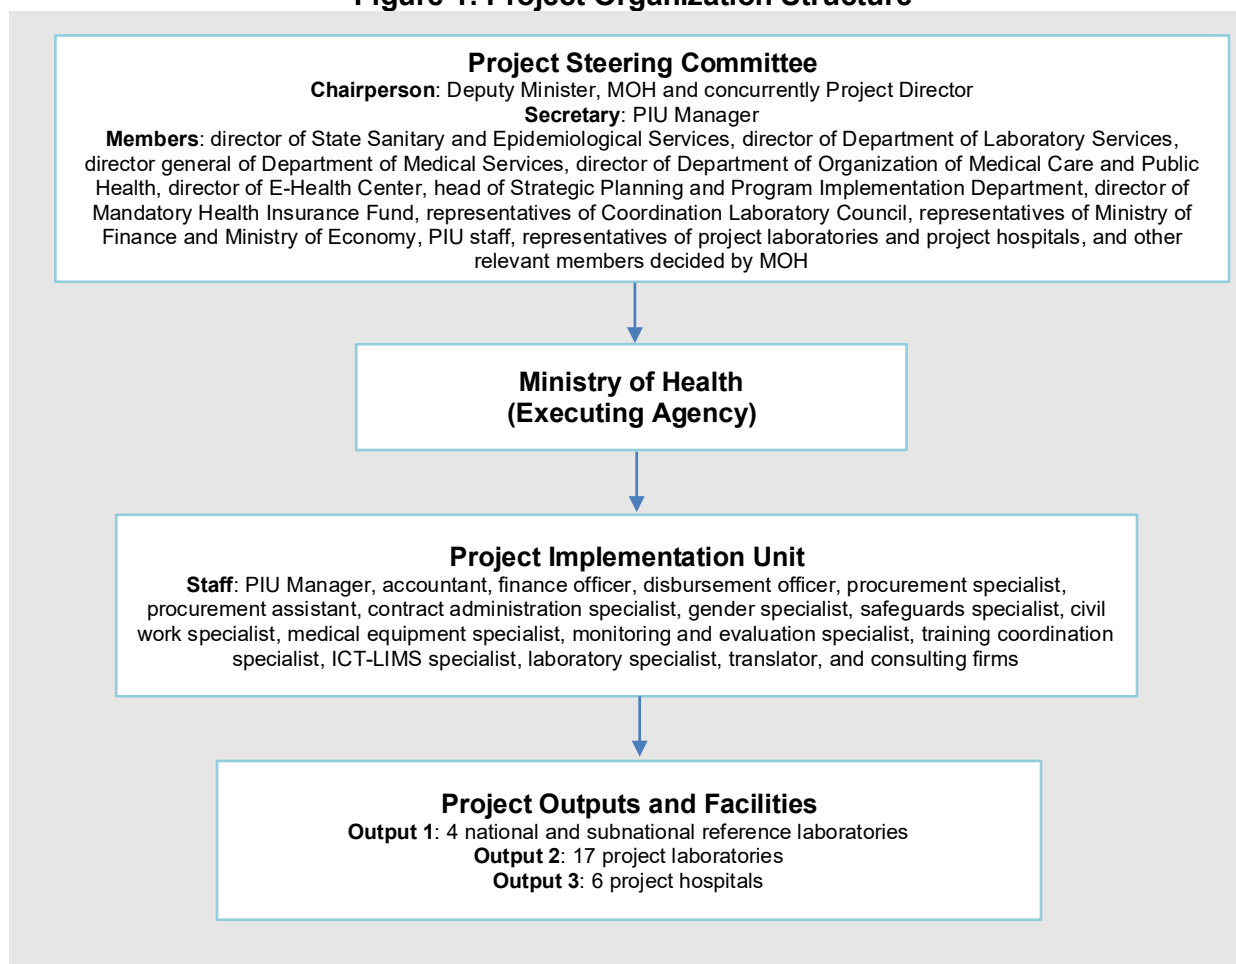 Figure 1: Project Organization Structure
Project Steering Committee
Chairperson: Deputy Minister, MOH and concurrently Project Director
Secretary: PIU Manager
Members: director of State Sanitary and Epidemiological Services, director of Department of Laboratory Services,
director general of Department of Medical Services, director of Department of Organization of Medical Care and Public
Health, director of E-Health Center, head of Strategic Planning and Program Implementation Department, director of
Mandatory Health Insurance Fund, representatives of Coordination Laboratory Council, representatives of Ministry of
Finance and Ministry of Economy, PIU staff, representatives of project laboratories and project hospitals, and other
relevant members decided by MOH
Ministry of Health
(Executing Agency)
Project Implementation Unit
Staff: PIU Manager, accountant, finance officer, disbursement officer, procurement specialist,
procurement assistant, contract administration specialist, gender specialist, safeguards specialist, civil
work specialist, medical equipment specialist, monitoring and evaluation specialist, training coordination
specialist, ICT-LIMS specialist, laboratory specialist, translator, and consulting firms
Project Outputs and Facilities
Output 1: 4 national and subnational reference laboratories
Output 2: 17 project laboratories
Output 3: 6 project hospitals